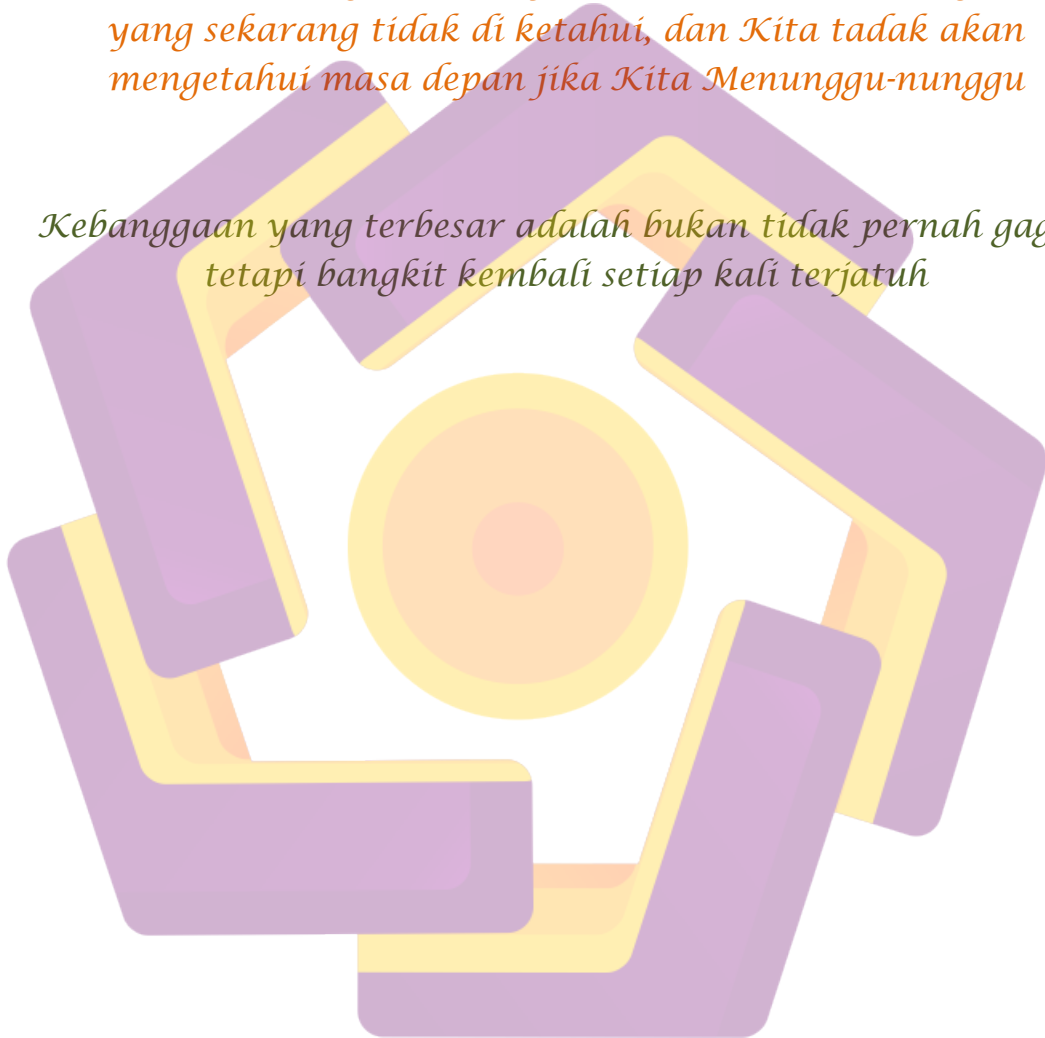 yang sekarang tidak di ketahui, dan Kita tadak akan
mengetahui masa depan jika Kita Menunggu-nunggu
Kebanggaan yang terbesar adalah bukan tidak pernah
tetapi bangkit kembali setiap kali terjatuh